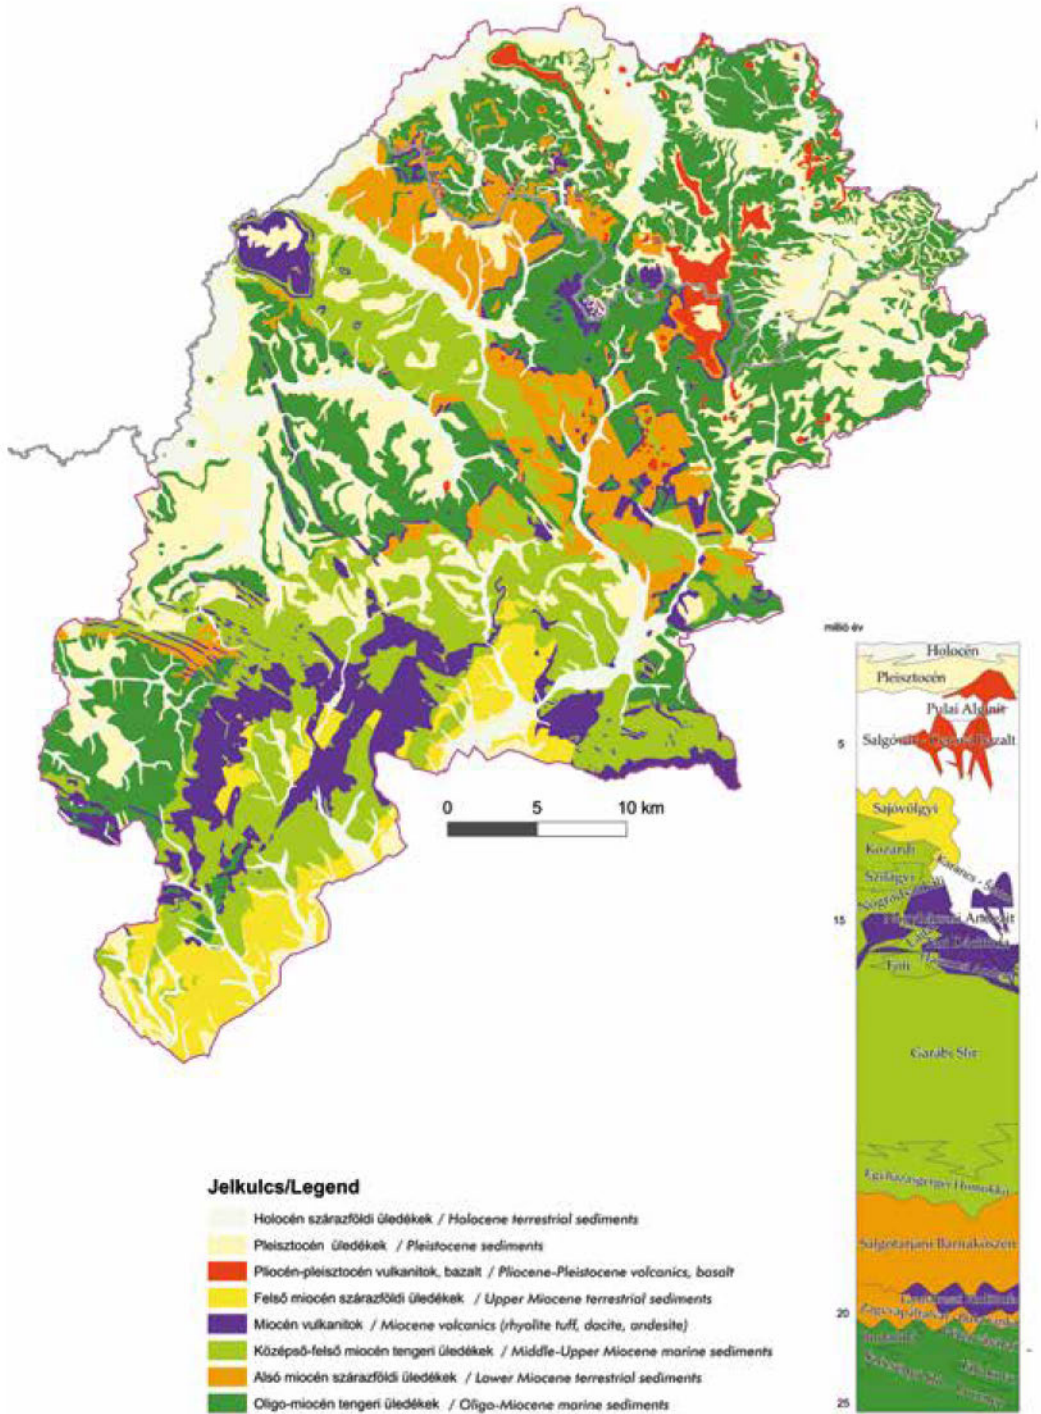 millió év
Holocén
Pleisztocén
Pulai Alginit
5
Sajóvölgyi
Kozárdi
Szilágyi
15
Fóti
Garábi Slir
Egyházasgergei Homokkő
Salgótarjáni Barnakőszén
20
25
0 5 10 km
Jelkulcs/Legend
Holocén szárazföldi üledékek / Holocene terrestrial sediments
Pleisztocén üledékek / Pleistocene sediments
Pliocén-pleisztocén vulkanitok, bazalt / Pliocene-Pleistocene volcanics, basalt
Felső miocén szárazföldi üledékek / Upper Miocene terrestrial sediments
Miocén vulkanitok / Miocene volcanics (rhyolite tuff, dacite, andesite)
Középső-felső miocén tengeri üledékek / Middle-Upper Miocene marine sediments
Alsó miocén szárazföldi üledékek / Lower Miocene terrestrial sediments
Oligo-miocén tengeri üledékek / Oligo-Miocene marine sediments